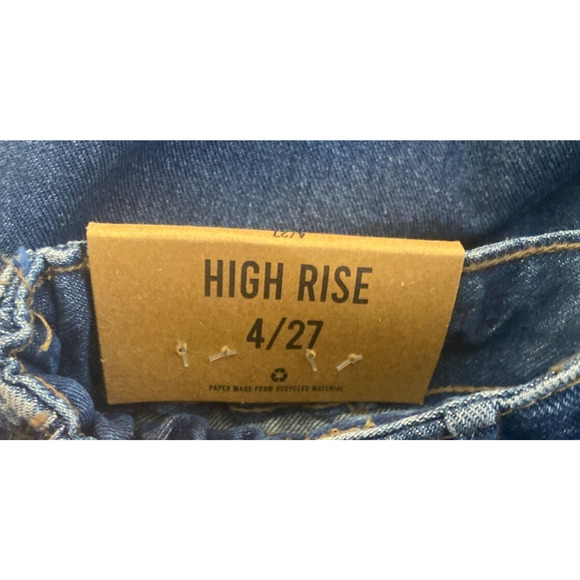 HIGH RISE
4/27
PAPER MADE FROM RECYCLED MATERIAL